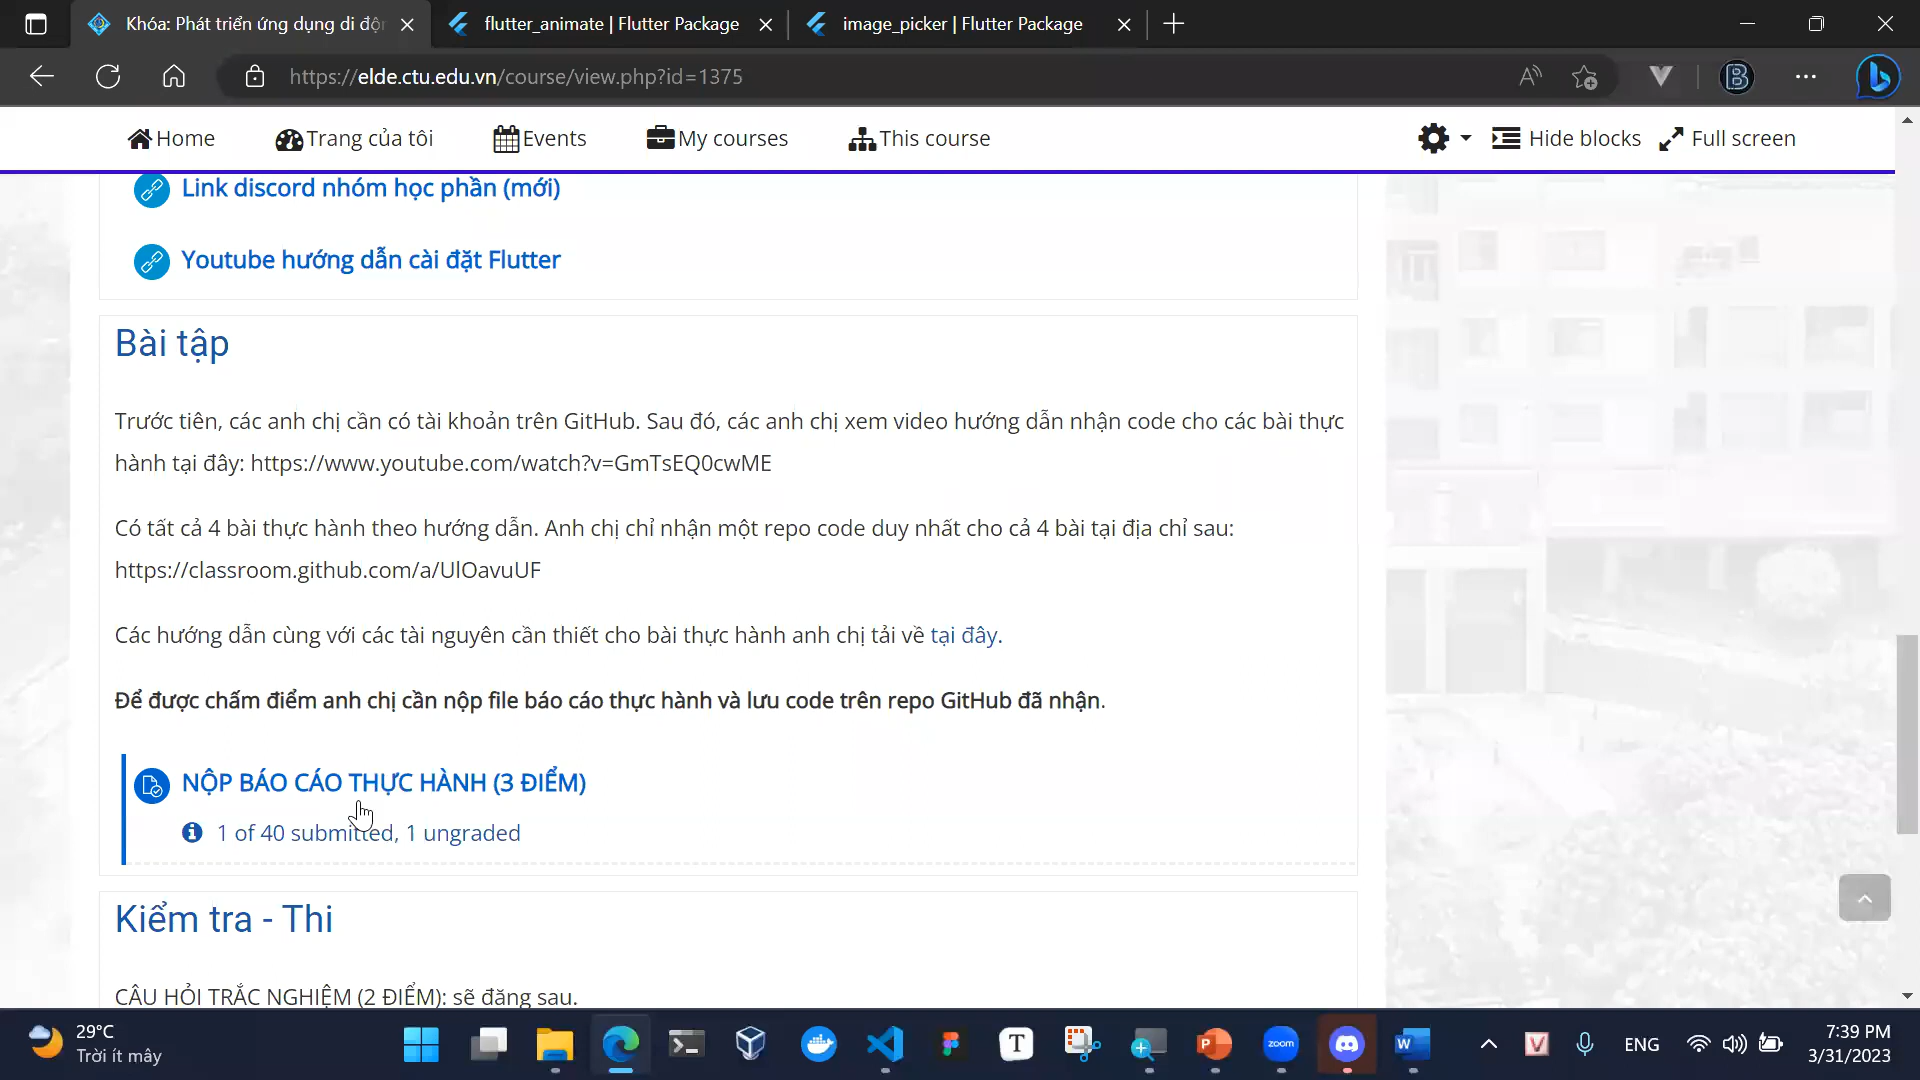 Khóa: Phát triển ứng dụng di độn
flutter_animate | Flutter Package
image_picker | Flutter Package
https://elde.ctu.edu.vn/course/view.php?id=1375
Home
Trang của tôi
Events
My courses
This course
Hide blocks
Full screen
Link discord nhóm học phần (mới)
Youtube hướng dẫn cài đặt Flutter
Bài tập
Trước tiên, các anh chị cần có tài khoản trên GitHub. Sau đó, các anh chị xem video hướng dẫn nhận code cho các bài thực
hành tại đây: https://www.youtube.com/watch?v=GmTsEQ0cwME
Có tất cả 4 bài thực hành theo hướng dẫn. Anh chị chỉ nhận một repo code duy nhất cho cả 4 bài tại địa chỉ sau:
https://classroom.github.com/a/UlOavuUF
Các hướng dẫn cùng với các tài nguyên cần thiết cho bài thực hành anh chị tải về tại đây.
Để được chấm điểm anh chị cần nộp file báo cáo thực hành và lưu code trên repo GitHub đã nhận.
NỘP BÁO CÁO THỰC HÀNH (3 ĐIỂM)
1 of 40 submitted, 1 ungraded
Kiểm tra - Thi
CÂU HỎI TRẮC NGHIỆM (2 ĐIỂM): sẽ đăng sau.
29°C
Trời ít mây
zoom
ENG
7:39 PM
3/31/2023